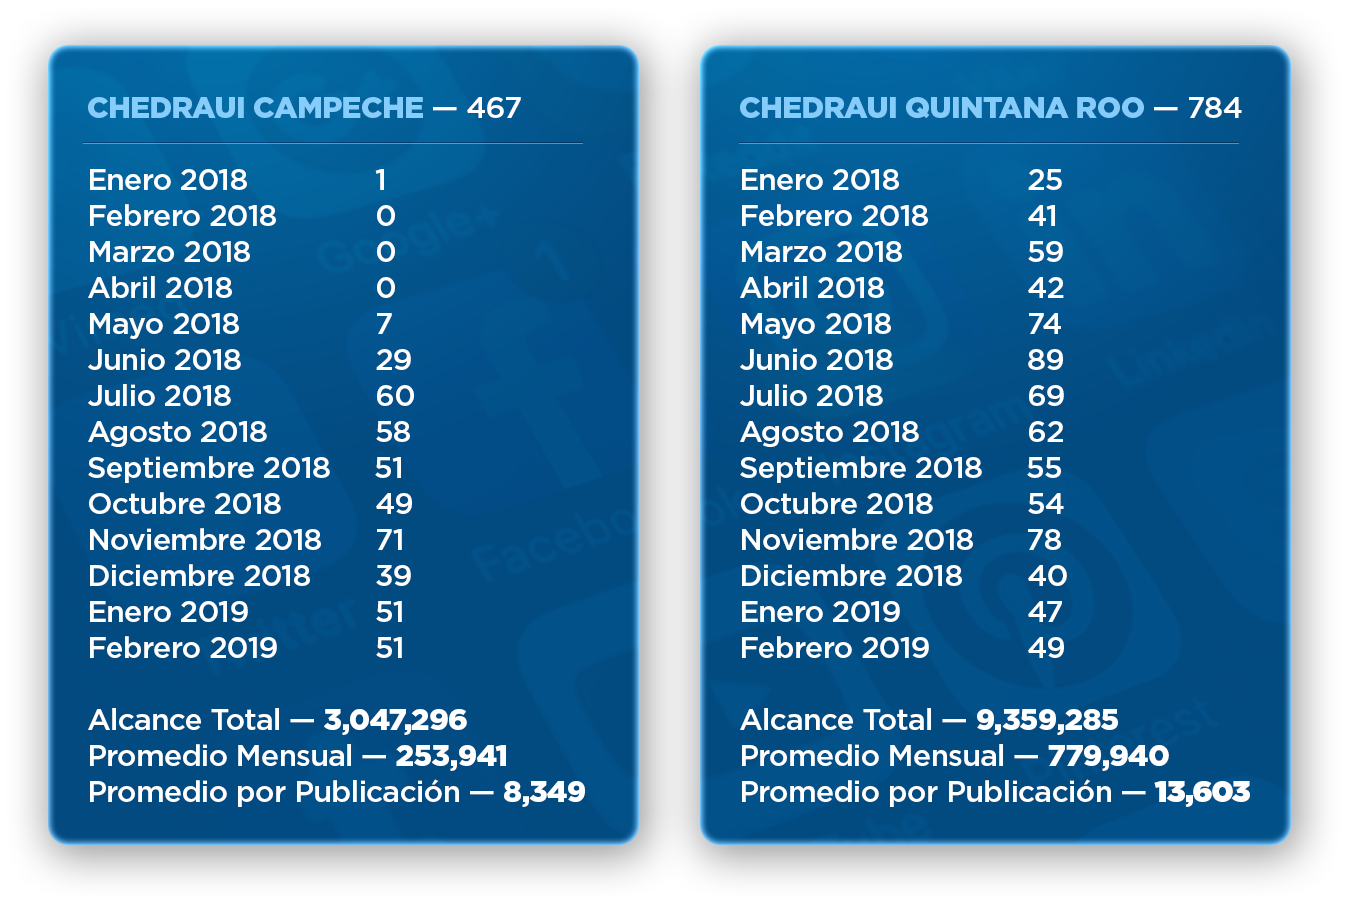 CHEDRAUI CAMPECHE — 467
Enero 2018 1
Febrero 2018 0
Marzo 2018 0
Abril 2018 0
Mayo 2018 7
Junio 2018 29
Julio 2018 60
Agosto 2018 58
Septiembre 2018 51
Octubre 2018 49
Noviembre 2018 71
Diciembre 2018 39
Enero 2019 51
Febrero 2019 51
Alcance Total — 3,047,296
Promedio Mensual — 253,941
Promedio por Publicación — 8,349
CHEDRAUI QUINTANA ROO — 784
Enero 2018 25
Febrero 2018 41
Marzo 2018 59
Abril 2018 42
Mayo 2018 74
Junio 2018 89
Julio 2018 69
Agosto 2018 62
Septiembre 2018 55
Octubre 2018 54
Noviembre 2018 78
Diciembre 2018 40
Enero 2019 47
Febrero 2019 49
Alcance Total — 9,359,285
Promedio Mensual — 779,940
Promedio por Publicación — 13,603
Google+
Linkedin